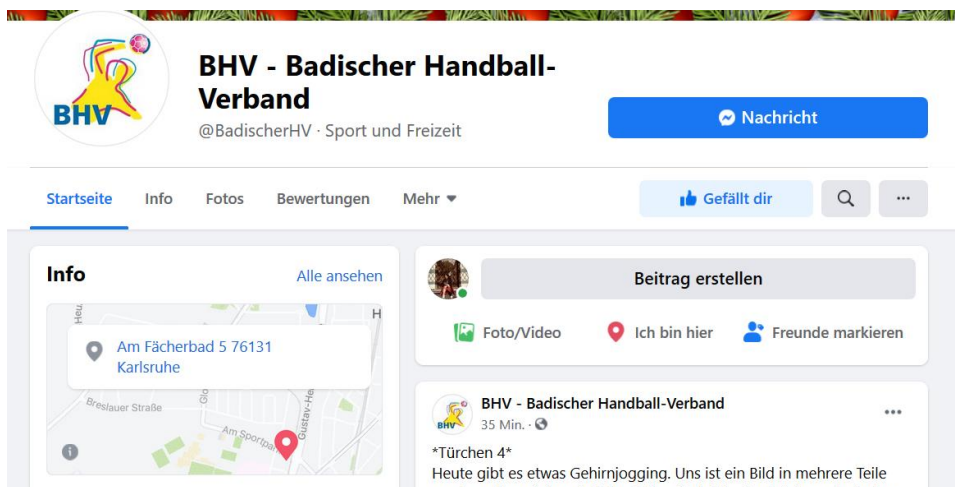 BHV
BHV - Badischer Handball-
Verband
@BadischerHV · Sport und Freizeit
Nachricht
Startseite
Info
Fotos
Bewertungen
Mehr
Gefällt dir
Info
Alle ansehen
H
Am Fächerbad 5 76131
Karlsruhe
Breslauer Straße
Am Sportpa
Gustav-He
Beitrag erstellen
Foto/Video
Ich bin hier
Freunde markieren
BHV
BHV - Badischer Handball-Verband
35 Min. ·
*Türchen 4*
Heute gibt es etwas Gehirnjogging. Uns ist ein Bild in mehrere Teile